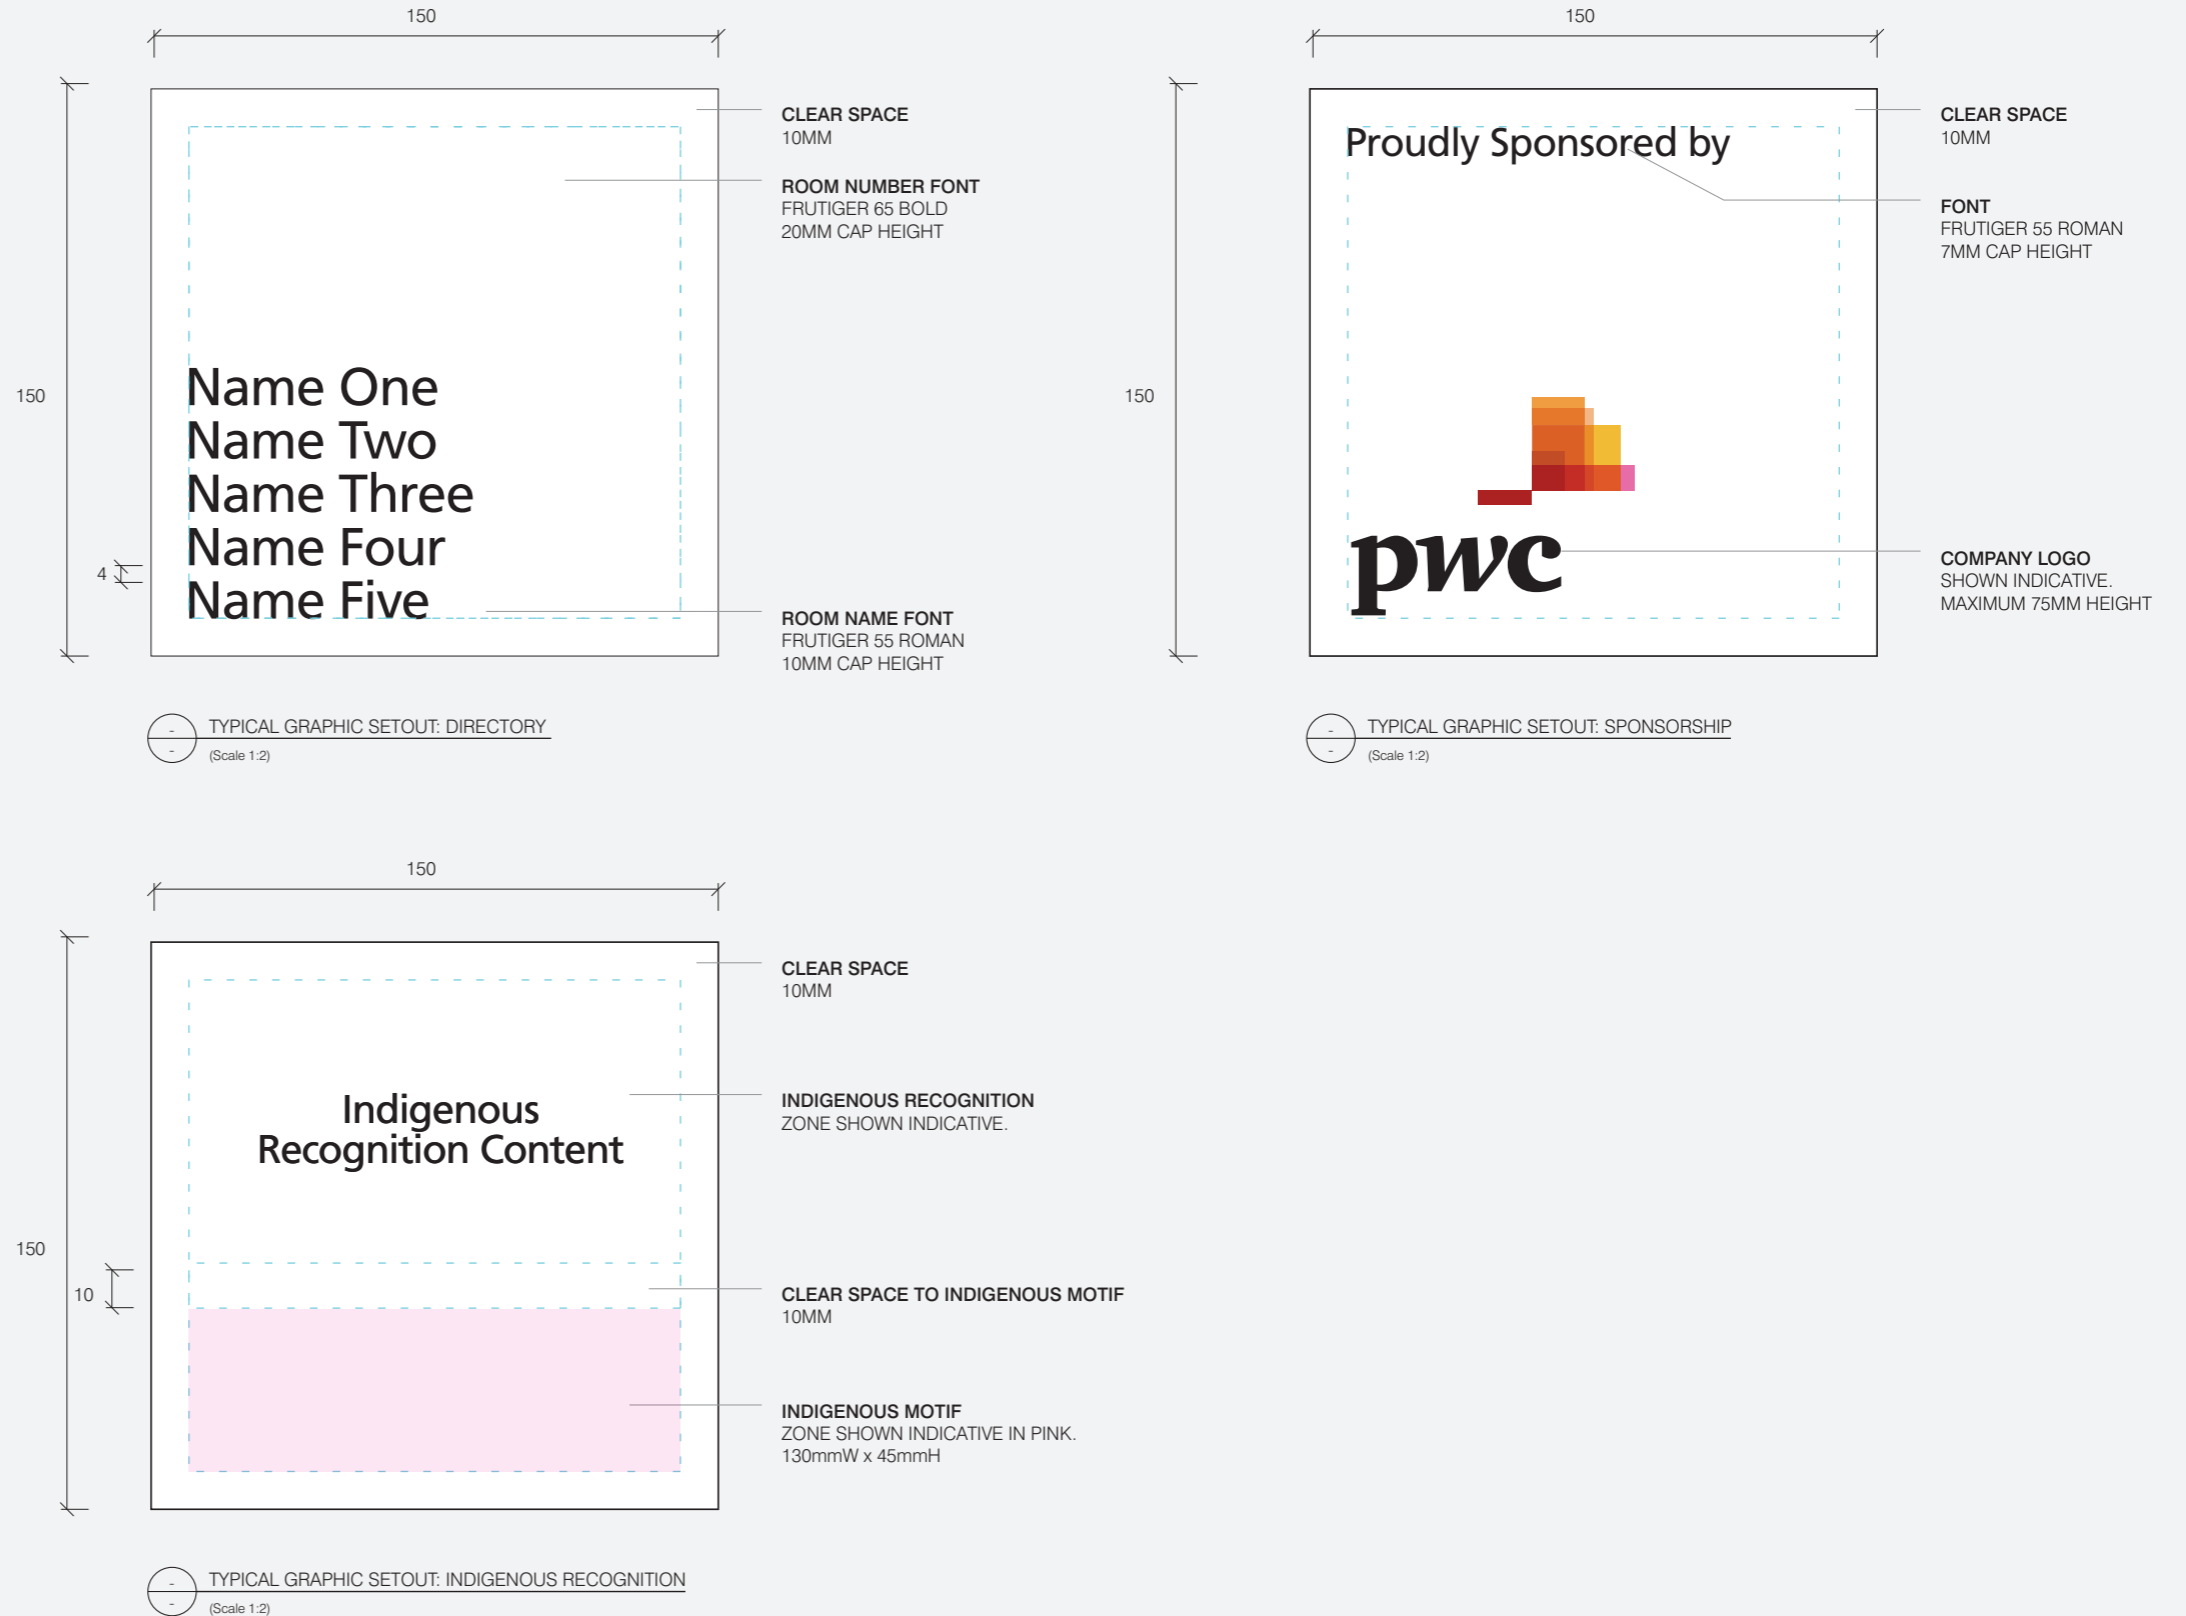 150
150
CLEAR SPACE
10MM
ROOM NUMBER FONT
FRUTIGER 65 BOLD
20MM CAP HEIGHT
Name One
Name Two
Name Three
Name Four
Name Five
4
ROOM NAME FONT
FRUTIGER 55 ROMAN
10MM CAP HEIGHT
-
-
TYPICAL GRAPHIC SETOUT: DIRECTORY
(Scale 1:2)
150
150
Proudly Sponsored by
CLEAR SPACE
10MM
FONT
FRUTIGER 55 ROMAN
7MM CAP HEIGHT
pwc
COMPANY LOGO
SHOWN INDICATIVE.
MAXIMUM 75MM HEIGHT
-
-
TYPICAL GRAPHIC SETOUT: SPONSORSHIP
(Scale 1:2)
150
150
CLEAR SPACE
10MM
Indigenous
Recognition Content
INDIGENOUS RECOGNITION
ZONE SHOWN INDICATIVE.
10
CLEAR SPACE TO INDIGENOUS MOTIF
10MM
INDIGENOUS MOTIF
ZONE SHOWN INDICATIVE IN PINK.
130mmW x 45mmH
-
-
TYPICAL GRAPHIC SETOUT: INDIGENOUS RECOGNITION
(Scale 1:2)